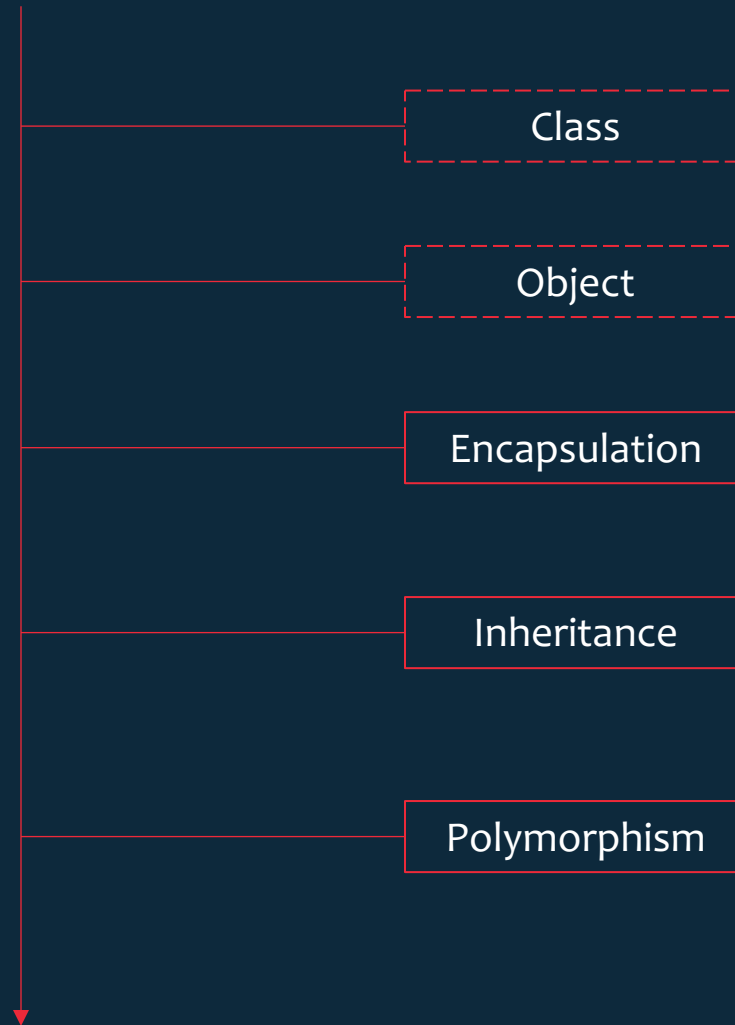 Class
Object
Encapsulation
Inheritance
Polymorphism